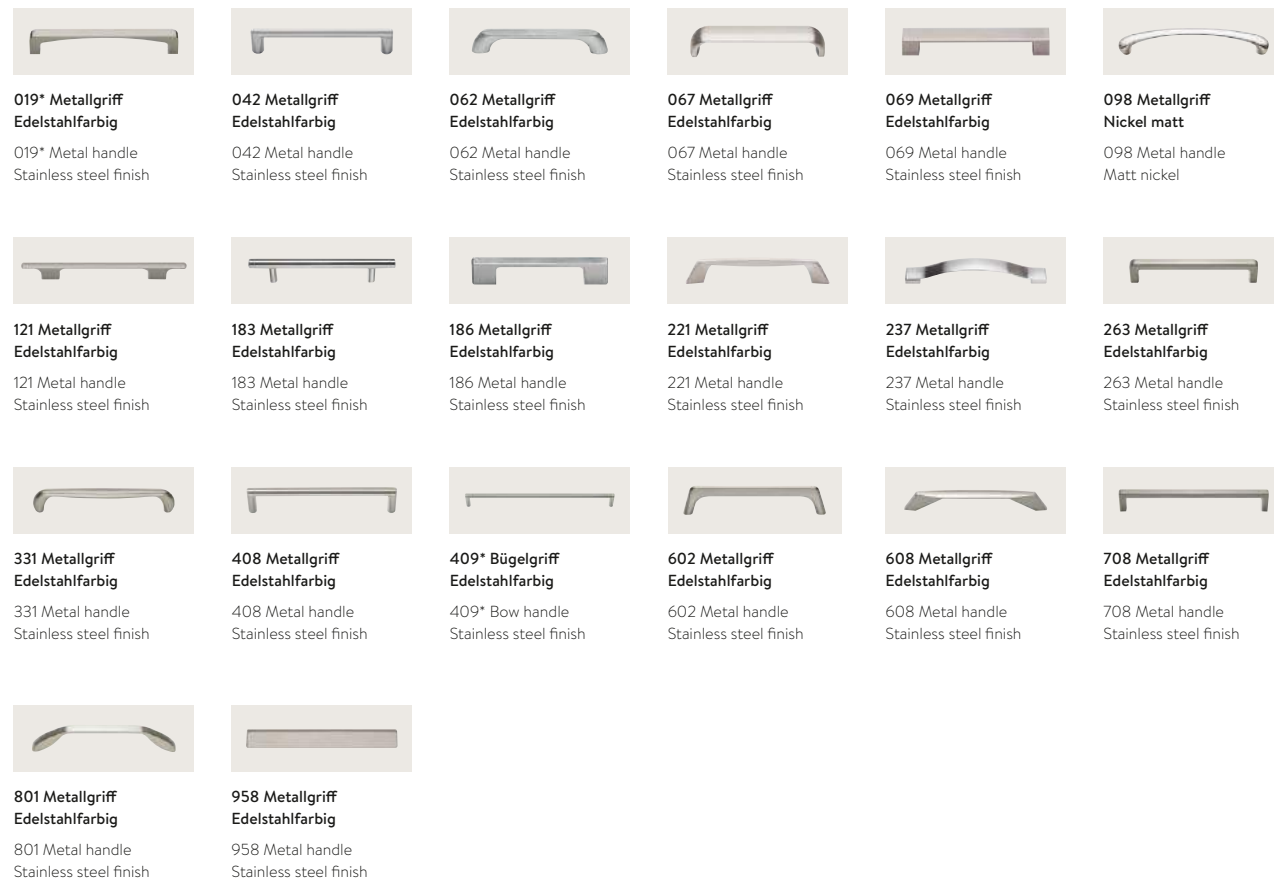 019* Metallgriff
Edelstahlfarbig
019* Metal handle
Stainless steel finish
042 Metallgriff
Edelstahlfarbig
042 Metal handle
Stainless steel finish
062 Metallgriff
Edelstahlfarbig
062 Metal handle
Stainless steel finish
067 Metallgriff
Edelstahlfarbig
067 Metal handle
Stainless steel finish
069 Metallgriff
Edelstahlfarbig
069 Metal handle
Stainless steel finish
098 Metallgriff
Nickel matt
098 Metal handle
Matt nickel
121 Metallgriff
Edelstahlfarbig
121 Metal handle
Stainless steel finish
183 Metallgriff
Edelstahlfarbig
183 Metal handle
Stainless steel finish
186 Metallgriff
Edelstahlfarbig
186 Metal handle
Stainless steel finish
221 Metallgriff
Edelstahlfarbig
221 Metal handle
Stainless steel finish
237 Metallgriff
Edelstahlfarbig
237 Metal handle
Stainless steel finish
263 Metallgriff
Edelstahlfarbig
263 Metal handle
Stainless steel finish
331 Metallgriff
Edelstahlfarbig
331 Metal handle
Stainless steel finish
408 Metallgriff
Edelstahlfarbig
408 Metal handle
Stainless steel finish
409* Bügelgriff
Edelstahlfarbig
409* Bow handle
Stainless steel finish
602 Metallgriff
Edelstahlfarbig
602 Metal handle
Stainless steel finish
608 Metallgriff
Edelstahlfarbig
608 Metal handle
Stainless steel finish
708 Metallgriff
Edelstahlfarbig
708 Metal handle
Stainless steel finish
801 Metallgriff
Edelstahlfarbig
801 Metal handle
Stainless steel finish
958 Metallgriff
Edelstahlfarbig
958 Metal handle
Stainless steel finish